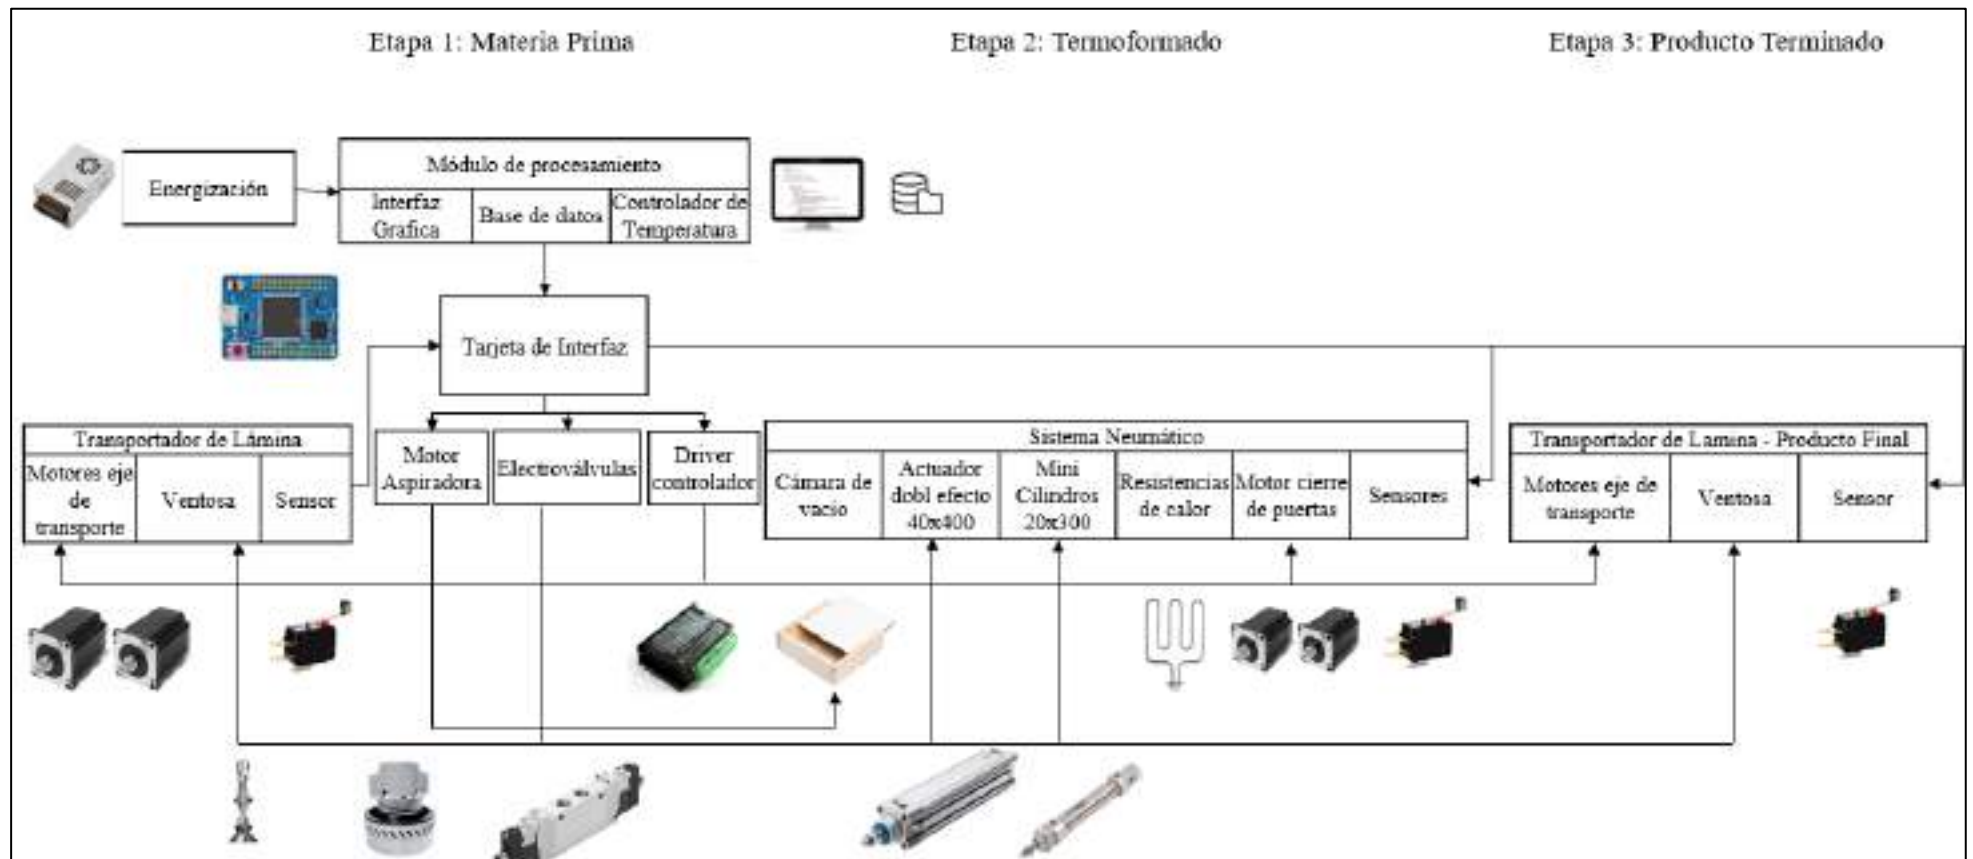 Etapa 1: Materia Prima
Etapa 2: Termoformado
Etapa 3: Producto Terminado
Energización
Módulo de procesamiento
Interfaz
Grafica
Base de datos
Controlador de
Temperatura
Tarjeta de Interfaz
Transportador de Lámina
Motores eje
de
transporte
Ventosa
Sensor
Motor
Aspiradora
Electroválvulas
Driver
controlador
Sistema Neumático
Cámara de
vacio
Actuador
dobl efecto
40x400
Mini
Cilindros
20x300
Resistencias
de calor
Motor cierre
de puertas
Sensores
Transportador de Lamina - Producto Final
Motores eje de
transporte
Ventosa
Sensor